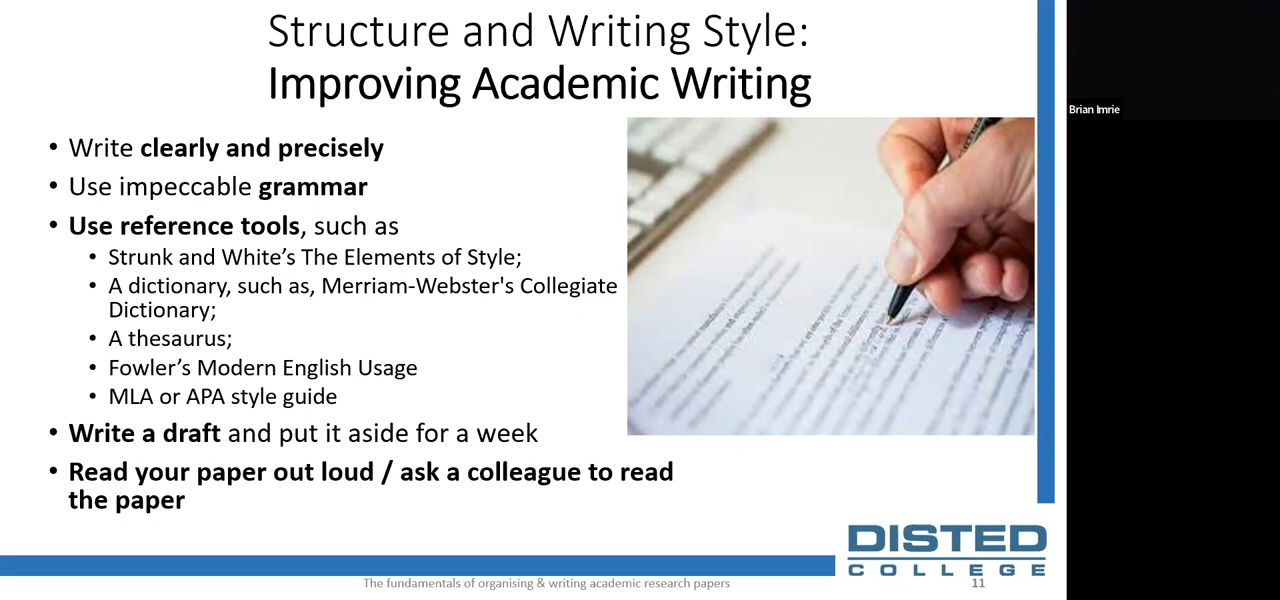 Structure and Writing Style:
Improving Academic Writing
Brian Imrie
• Write clearly and precisely
• Use impeccable grammar
• Use reference tools, such as
• Strunk and White’s The Elements of Style;
• A dictionary, such as, Merriam-Webster's Collegiate
Dictionary;
• A thesaurus;
• Fowler’s Modern English Usage
• MLA or APA style guide
• Write a draft and put it aside for a week
• Read your paper out loud / ask a colleague to read
the paper
DISTED
COLLEGE
The fundamentals of organising & writing academic research papers
11